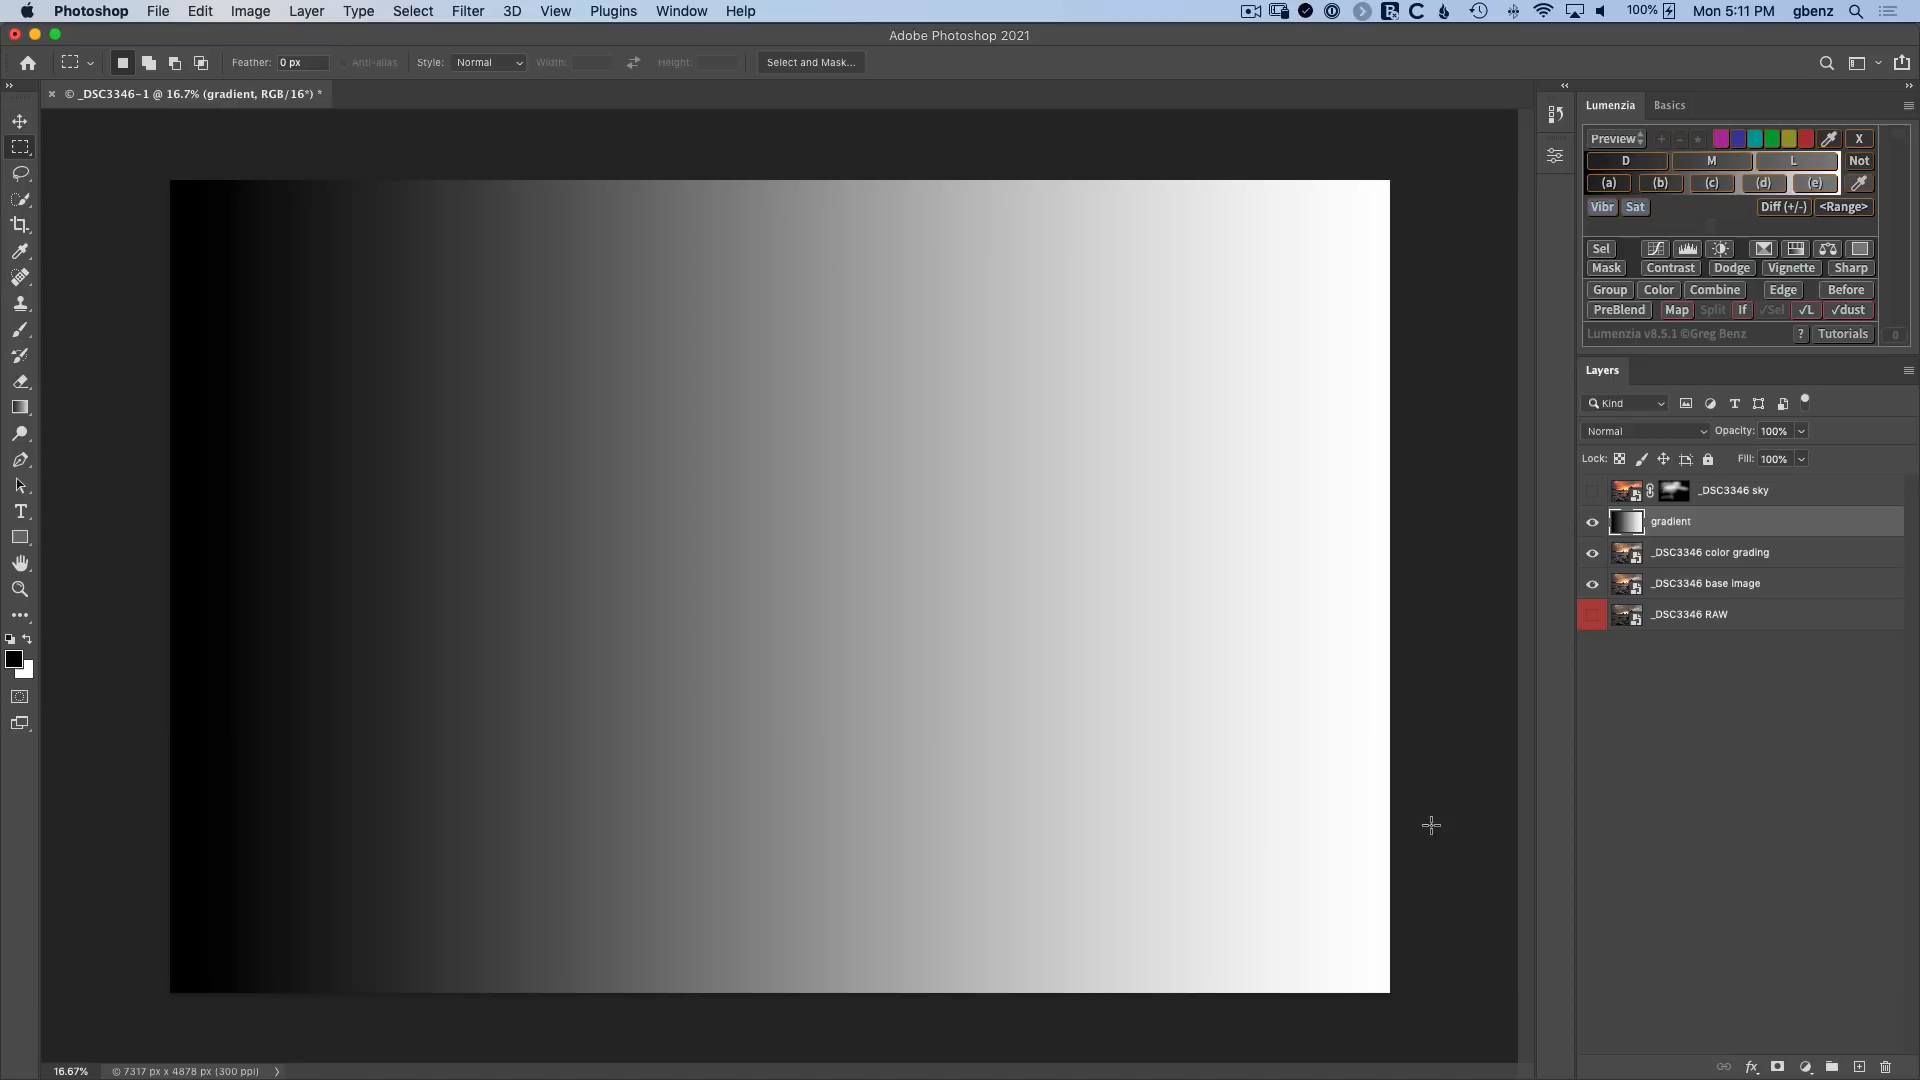 Photoshop File Edit Image Layer Type Select Filter 3D View Plugins Window Help 100% Mon 5:11 PM gbenz
Adobe Photoshop 2021
Feather: 0 px Anti-alias Style: Normal Width: Height: Select and Mask...
© _DSC3346-1 @ 16.7% (gradient, RGB/16*) *
Lumenzia Basics
Preview X
D M L Not
(a) (b) (c) (d) (e)
Vibr Sat Diff (+/-) <Range>
Sel
Mask Contrast Dodge Vignette Sharp
Group Color Combine Edge Before
PreBlend Map Split If √Sel √L √dust
Lumenzia v8.5.1 ©Greg Benz ? Tutorials 0
Layers
Kind
Normal Opacity: 100%
Lock: Fill: 100%
_DSC3346 sky
gradient
_DSC3346 color grading
_DSC3346 base image
_DSC3346 RAW
16.67% © 7317 px x 4878 px (300 ppi)